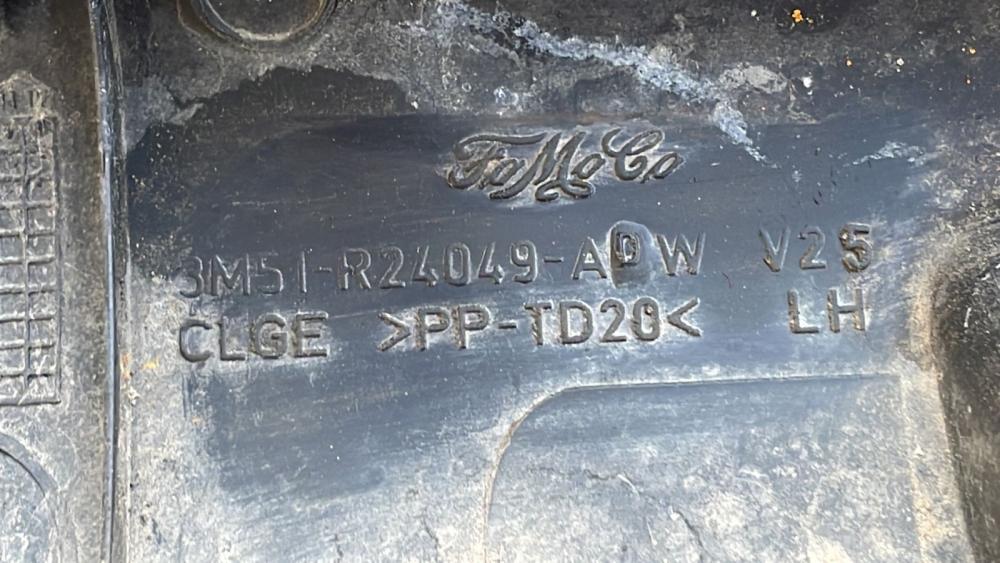 FoMoCo
3M51-R24049-ADW V25
CLGE >PP-TD20< LH